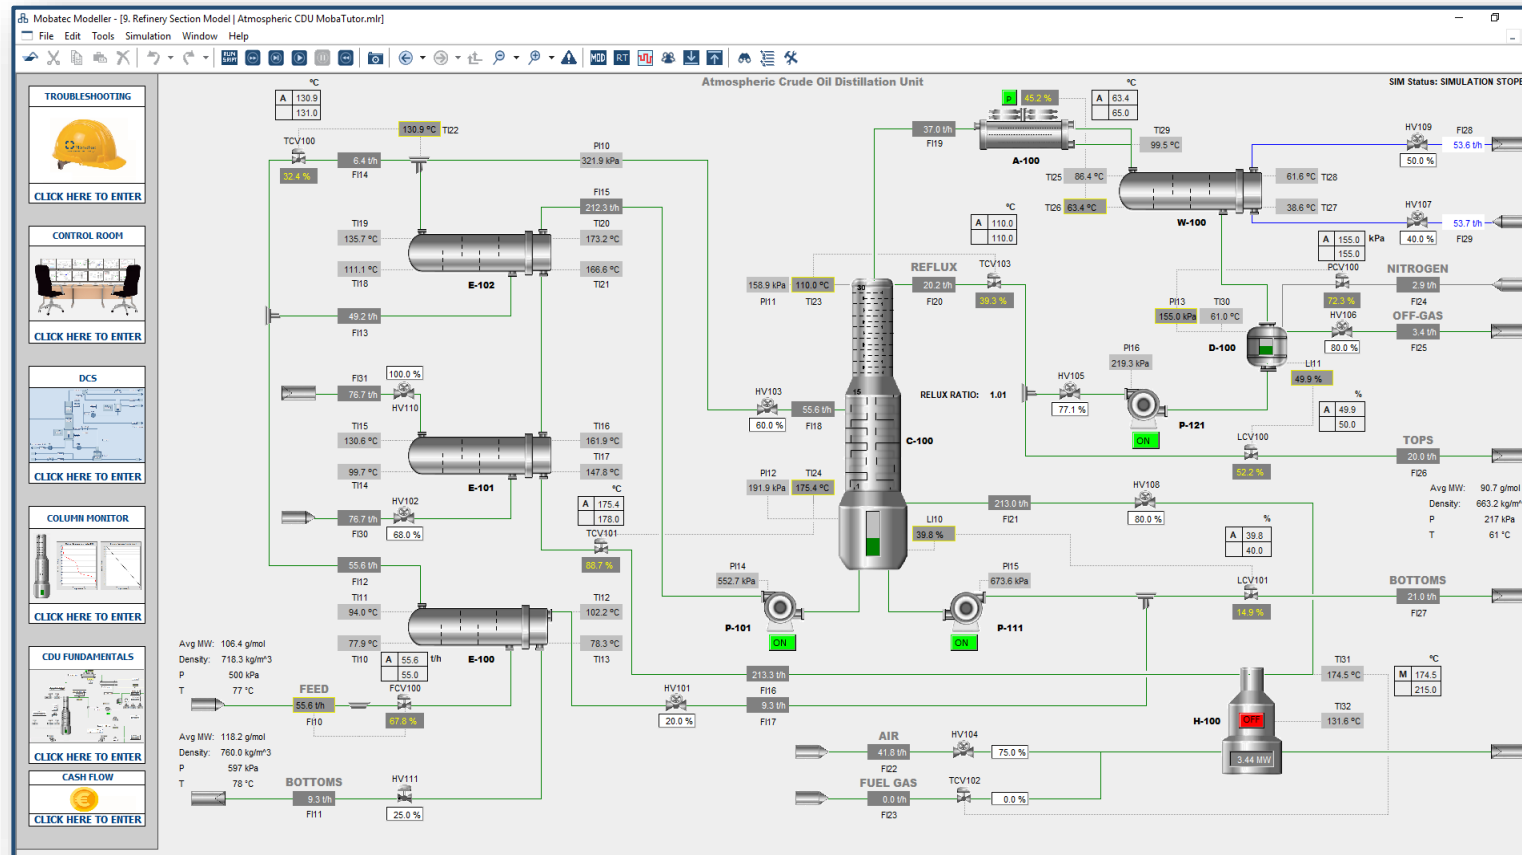 Mobatec Modeller - [9. Refinery Section Model | Atmospheric CDU MobaTutor.mlr]
File Edit Tools Simulation Window Help
MOD RT
TROUBLESHOOTING
CLICK HERE TO ENTER
CONTROL ROOM
CLICK HERE TO ENTER
DCS
CLICK HERE TO ENTER
COLUMN MONITOR
CLICK HERE TO ENTER
CDU FUNDAMENTALS
CLICK HERE TO ENTER
CASH FLOW
CLICK HERE TO ENTER
Atmospheric Crude Oil Distillation Unit
SIM Status: SIMULATION STOPE
°C
A 130.9
131.0
TCV100
32.4 %
130.9 °C TI22
6.4 t/h
FI14
PI10
321.9 kPa
FI15
212.3 t/h
TI19
135.7 °C
TI20
173.2 °C
111.1 °C
TI18
166.6 °C
TI21
E-102
49.2 t/h
FI13
FI31
76.7 t/h
100.0 %
HV110
TI15
130.6 °C
TI16
161.9 °C
TI17
147.8 °C
99.7 °C
TI14
E-101
HV102
76.7 t/h
FI30
68.0 %
°C
A 175.4
178.0
TCV101
88.7 %
55.6 t/h
FI12
TI11
94.0 °C
TI12
102.2 °C
77.9 °C
TI10
78.3 °C
TI13
E-100
A 55.6 t/h
55.0
FCV100
67.8 %
Avg MW: 106.4 g/mol
Density: 718.3 kg/m^3
P 500 kPa
T 77 °C
FEED
55.6 t/h
FI10
Avg MW: 118.2 g/mol
Density: 760.0 kg/m^3
P 597 kPa
T 78 °C
BOTTOMS
9.3 t/h
FI11
HV111
25.0 %
HV101
20.0 %
213.3 t/h
FI16
9.3 t/h
FI17
P 45.2 %
°C
A 63.4
65.0
37.0 t/h
FI19
A-100
TI29
99.5 °C
TI25 86.4 °C
TI26 63.4 °C
61.6 °C TI28
38.6 °C TI27
W-100
HV109
50.0 %
FI28
53.6 t/h
HV107
40.0 %
53.7 t/h
FI29
°C
A 110.0
110.0
TCV103
39.3 %
REFLUX
20.2 t/h
FI20
158.9 kPa 110.0 °C
PI11 TI23
30
15
C-100
HV103
60.0 %
55.6 t/h
FI18
RELUX RATIO: 1.01
PI12 TI24
191.9 kPa 175.4 °C
LI10
39.8 %
213.0 t/h
FI21
HV108
80.0 %
A 155.0 kPa
155.0
PCV100
72.3 %
NITROGEN
2.9 t/h
FI24
PI13 TI30
155.0 kPa 61.0 °C
HV106
80.0 %
OFF-GAS
3.4 t/h
FI25
D-100
LI11
49.9 %
%
A 49.9
50.0
PI16
219.3 kPa
HV105
77.1 %
P-121
ON
LCV100
52.2 %
TOPS
20.0 t/h
FI26
Avg MW: 90.7 g/mol
Density: 663.2 kg/m^
P 217 kPa
T 61 °C
%
A 39.8
40.0
LCV101
14.9 %
BOTTOMS
21.0 t/h
FI27
PI14
552.7 kPa
P-101
ON
PI15
673.6 kPa
P-111
ON
TI31
174.5 °C
°C
M 174.5
215.0
TI32
131.6 °C
H-100
OFF
3.44 MW
AIR
41.8 t/h
FI22
HV104
75.0 %
FUEL GAS
0.0 t/h
FI23
TCV102
0.0 %